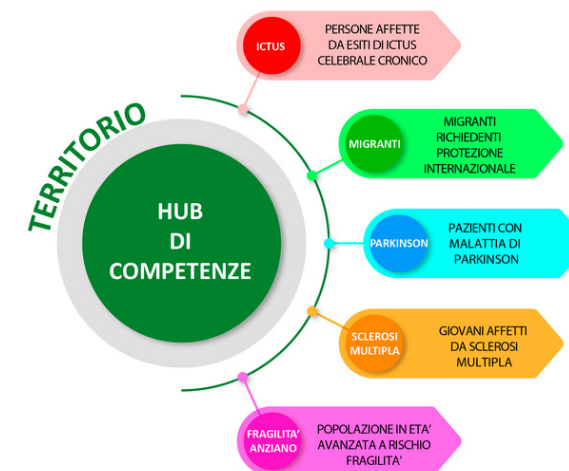 TERRITORIO
HUB
DI
COMPETENZE
ICTUS
PERSONE AFFETTE
DA ESITI DI ICTUS
CELEBRALE CRONICO
MIGRANTI
MIGRANTI
RICHIEDENTI
PROTEZIONE
INTERNAZIONALE
PARKINSON
PAZIENTI CON
MALATTIA DI
PARKINSON
SCLEROSI
MULTIPLA
GIOVANI AFFETTI
DA SCLEROSI
MULTIPLA
FRAGILITA’
ANZIANO
POPOLAZIONE IN ETA’
AVANZATA A RISCHIO
FRAGILITA’